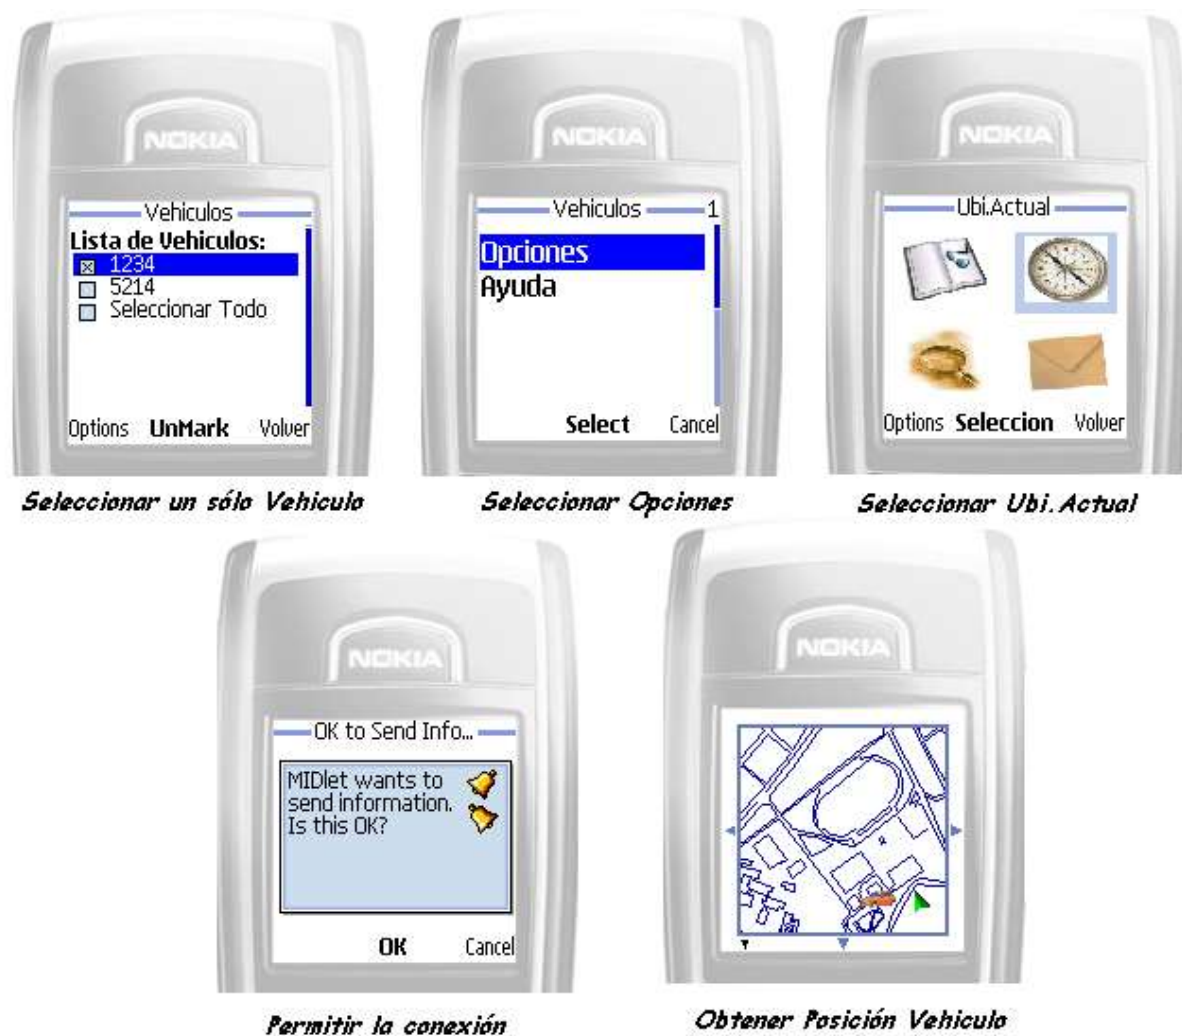 NOKIA
Vehiculos
Lista de Vehiculos:
1234
5214
Seleccionar Todo
Options UnMark Volver
Seleccionar un sólo Vehiculo
NOKIA
Vehiculos 1
Opciones
Ayuda
Select Cancel
Seleccionar Opciones
NOKIA
Ubi.Actual
Options Seleccion Volver
Seleccionar Ubi.Actual
NOKIA
OK to Send Info...
MIDlet wants to
send information.
Is this OK?
OK Cancel
Permitir la conexión
NOKIA
Obtener Posición Vehiculo